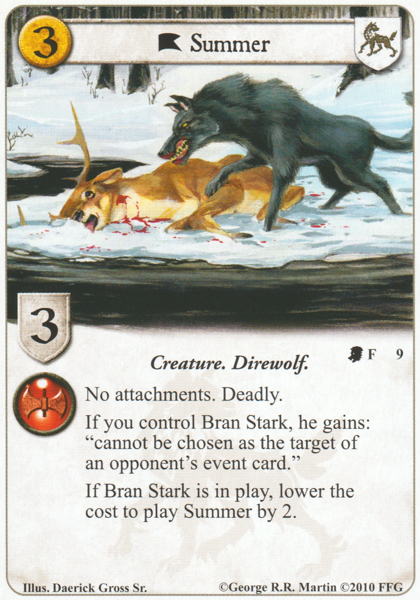 3
Summer
3
Creature. Direwolf.
F 9
No attachments. Deadly.
If you control Bran Stark, he gains:
“cannot be chosen as the target of
an opponent’s event card.”
If Bran Stark is in play, lower the
cost to play Summer by 2.
Illus. Daerick Gross Sr.
©George R.R. Martin ©2010 FFG